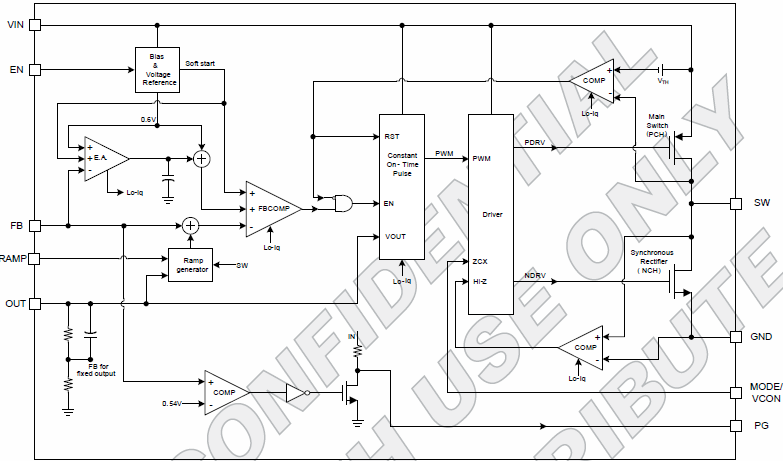 VIN
EN
Bias
&
Voltage
Reference
Soft start
0.6V
+
+ E.A.
-
Lo-iq
+
+
+ FBCOMP
-
Lo-iq
FB
+
RAMP
Ramp
generator
SW
OUT
FB for
fixed output
+
COMP
-
0.54V
IN
RST
Constant
On - Time
Pulse
PWM
EN
VOUT
Lo-iq
PWM
Driver
ZCX
HI-Z
PDRV
NDRV
+
COMP
-
Lo-iq
VTH
Main
Switch
(PCH)
SW
Synchronous
Rectifier
( NCH)
+
COMP
-
Lo-iq
GND
MODE/
VCON
PG
CONFIDENTIAL
USE ONLY